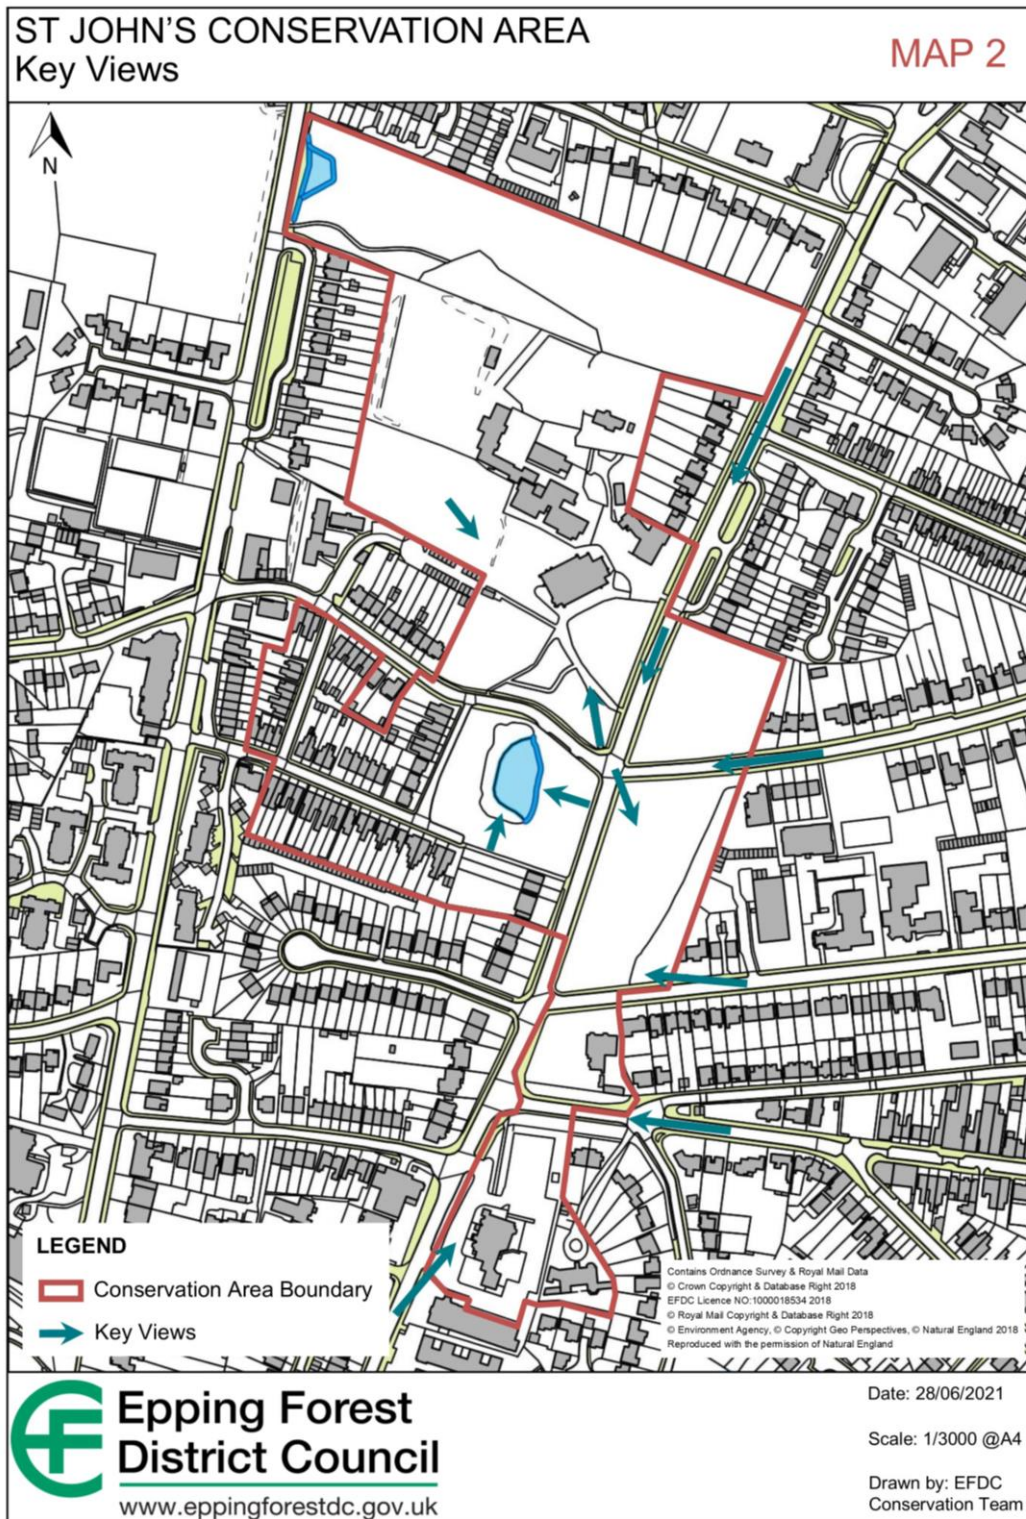 ST JOHN'S CONSERVATION AREA
Key Views
MAP 2
N
LEGEND
Conservation Area Boundary
Key Views
Contains Ordnance Survey & Royal Mail Data
© Crown Copyright & Database Right 2018
EFDC Licence NO:1000018534 2018
© Royal Mail Copyright & Database Right 2018
© Environment Agency, © Copyright Geo Perspectives, © Natural England 2018
Reproduced with the permission of Natural England
Epping Forest
District Council
www.eppingforestdc.gov.uk
Date: 28/06/2021
Scale: 1/3000 @A4
Drawn by: EFDC
Conservation Team